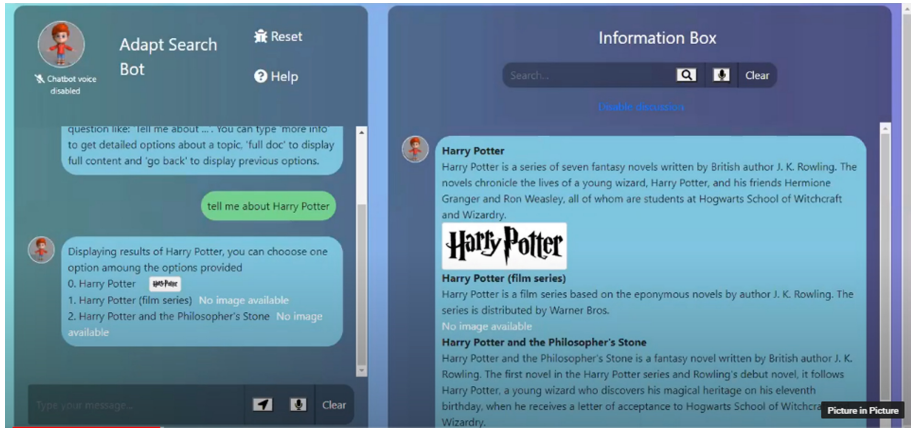 Adapt Search
Bot
Reset
Help
Chatbot voice
disabled
question like: 'Tell me about ... . You can type 'more info
to get detailed options about a topic, 'full doc' to display
full content and 'go back' to display previous options.
tell me about Harry Potter
Displaying results of Harry Potter, you can chooose one
option amoung the options provided
0. Harry Potter Harry Potter
1. Harry Potter (film series) No image available
2. Harry Potter and the Philosopher's Stone No image
available
Type your message...
Clear
Information Box
Search...
Clear
Harry Potter
Harry Potter is a series of seven fantasy novels written by British author J. K. Rowling. The
novels chronicle the lives of a young wizard, Harry Potter, and his friends Hermione
Granger and Ron Weasley, all of whom are students at Hogwarts School of Witchcraft
and Wizardry.
Harry Potter
Harry Potter (film series)
Harry Potter is a film series based on the eponymous novels by author J. K. Rowling. The
series is distributed by Warner Bros.
No image available
Harry Potter and the Philosopher's Stone
Harry Potter and the Philosopher's Stone is a fantasy novel written by British author J. K.
Rowling. The first novel in the Harry Potter series and Rowling's debut novel, it follows
Harry Potter, a young wizard who discovers his magical heritage on his eleventh
birthday, when he receives a letter of acceptance to Hogwarts School of Witchcra
Wizardry.
Picture in Picture